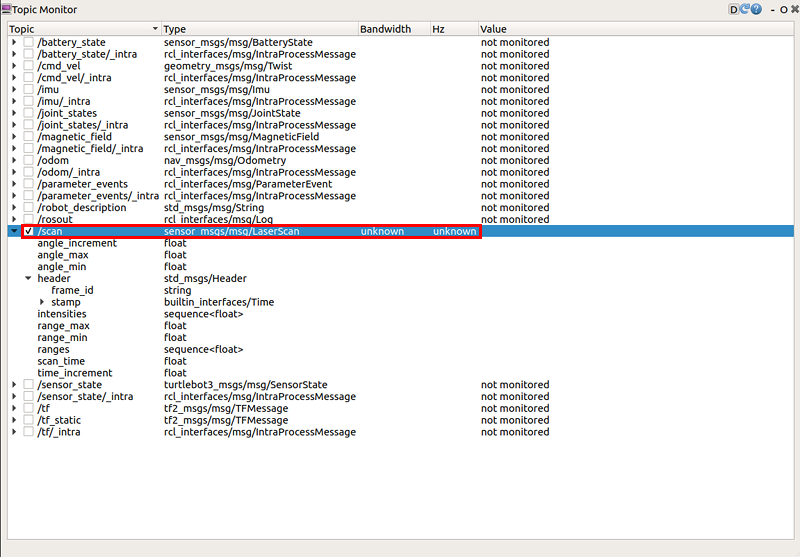 Topic Monitor
D - O
Topic Type Bandwidth Hz Value
/battery_state sensor_msgs/msg/BatteryState not monitored
/battery_state/_intra rcl_interfaces/msg/IntraProcessMessage not monitored
/cmd_vel geometry_msgs/msg/Twist not monitored
/cmd_vel/_intra rcl_interfaces/msg/IntraProcessMessage not monitored
/imu sensor_msgs/msg/Imu not monitored
/imu/_intra rcl_interfaces/msg/IntraProcessMessage not monitored
/joint_states sensor_msgs/msg/JointState not monitored
/joint_states/_intra rcl_interfaces/msg/IntraProcessMessage not monitored
/magnetic_field sensor_msgs/msg/MagneticField not monitored
/magnetic_field/_intra rcl_interfaces/msg/IntraProcessMessage not monitored
/odom nav_msgs/msg/Odometry not monitored
/odom/_intra rcl_interfaces/msg/IntraProcessMessage not monitored
/parameter_events rcl_interfaces/msg/ParameterEvent not monitored
/parameter_events/_intra rcl_interfaces/msg/IntraProcessMessage not monitored
/robot_description std_msgs/msg/String not monitored
/rosout rcl_interfaces/msg/Log not monitored
/scan sensor_msgs/msg/LaserScan unknown unknown
angle_increment float
angle_max float
angle_min float
header std_msgs/Header
frame_id string
stamp builtin_interfaces/Time
intensities sequence<float>
range_max float
range_min float
ranges sequence<float>
scan_time float
time_increment float
/sensor_state turtlebot3_msgs/msg/SensorState not monitored
/sensor_state/_intra rcl_interfaces/msg/IntraProcessMessage not monitored
/tf tf2_msgs/msg/TFMessage not monitored
/tf_static tf2_msgs/msg/TFMessage not monitored
/tf/_intra rcl_interfaces/msg/IntraProcessMessage not monitored